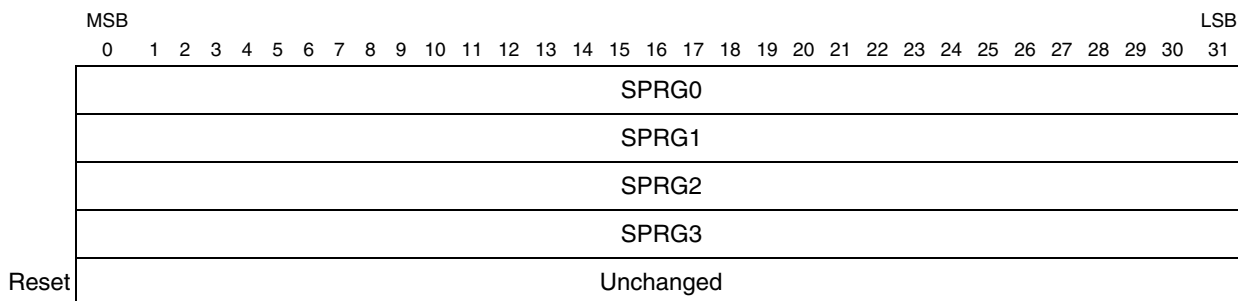 MSB LSB
0 1 2 3 4 5 6 7 8 9 10 11 12 13 14 15 16 17 18 19 20 21 22 23 24 25 26 27 28 29 30 31
SPRG0
SPRG1
SPRG2
SPRG3
Reset Unchanged